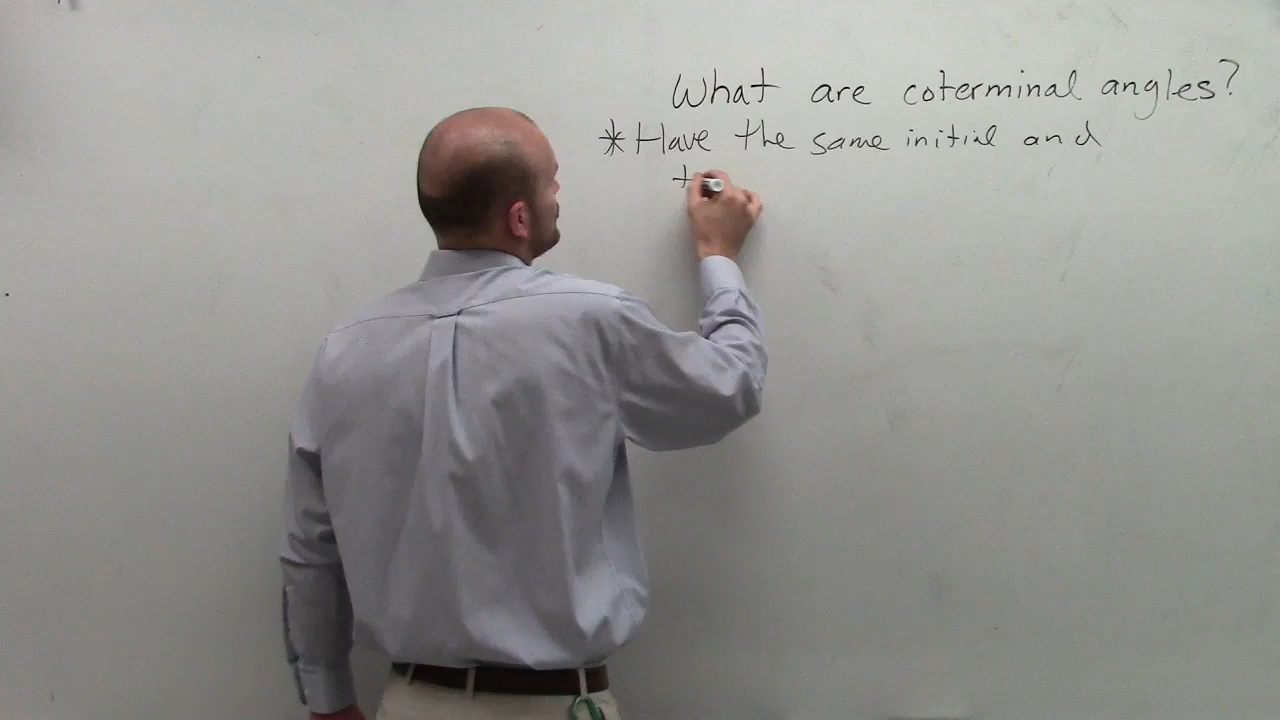 What are coterminal angles?
* Have the same initial and
t